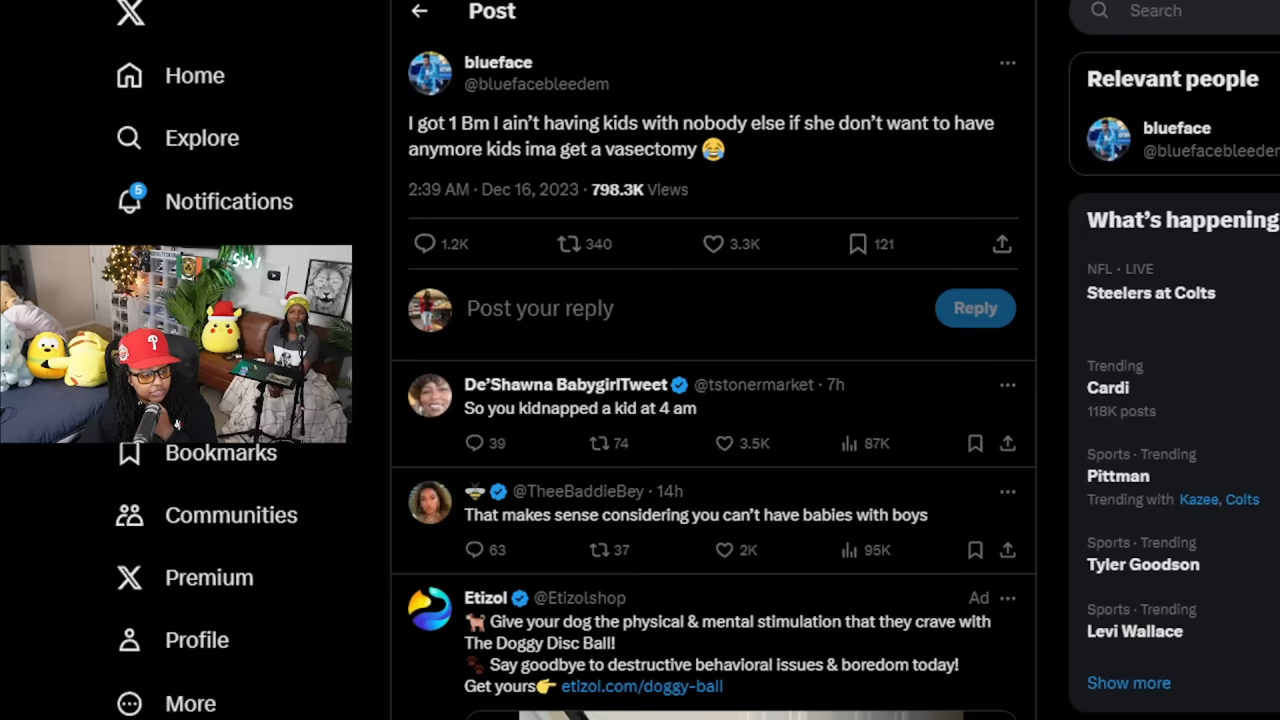 Post
Search
Home
Explore
5
Notifications
Bookmarks
Communities
Premium
Profile
More
blueface
@bluefacebleedem
I got 1 Bm I ain't having kids with nobody else if she don't want to have
anymore kids ima get a vasectomy 😂
2:39 AM · Dec 16, 2023 · 798.3K Views
1.2K 340 3.3K 121
Post your reply
Reply
De'Shawna BabygirlTweet @tstonermarket · 7h
So you kidnapped a kid at 4 am
39 74 3.5K 87K
🐝 @TheeBaddieBey · 14h
That makes sense considering you can't have babies with boys
63 37 2K 95K
Etizol @Etizolshop Ad
🐕 Give your dog the physical & mental stimulation that they crave with
The Doggy Disc Ball!
🐾 Say goodbye to destructive behavioral issues & boredom today!
Get yours👉 etizol.com/doggy-ball
Relevant people
blueface
@bluefacebleeder
What's happening
NFL · LIVE
Steelers at Colts
Trending
Cardi
118K posts
Sports · Trending
Pittman
Trending with Kazee, Colts
Sports · Trending
Tyler Goodson
Sports · Trending
Levi Wallace
Show more
5:51
P